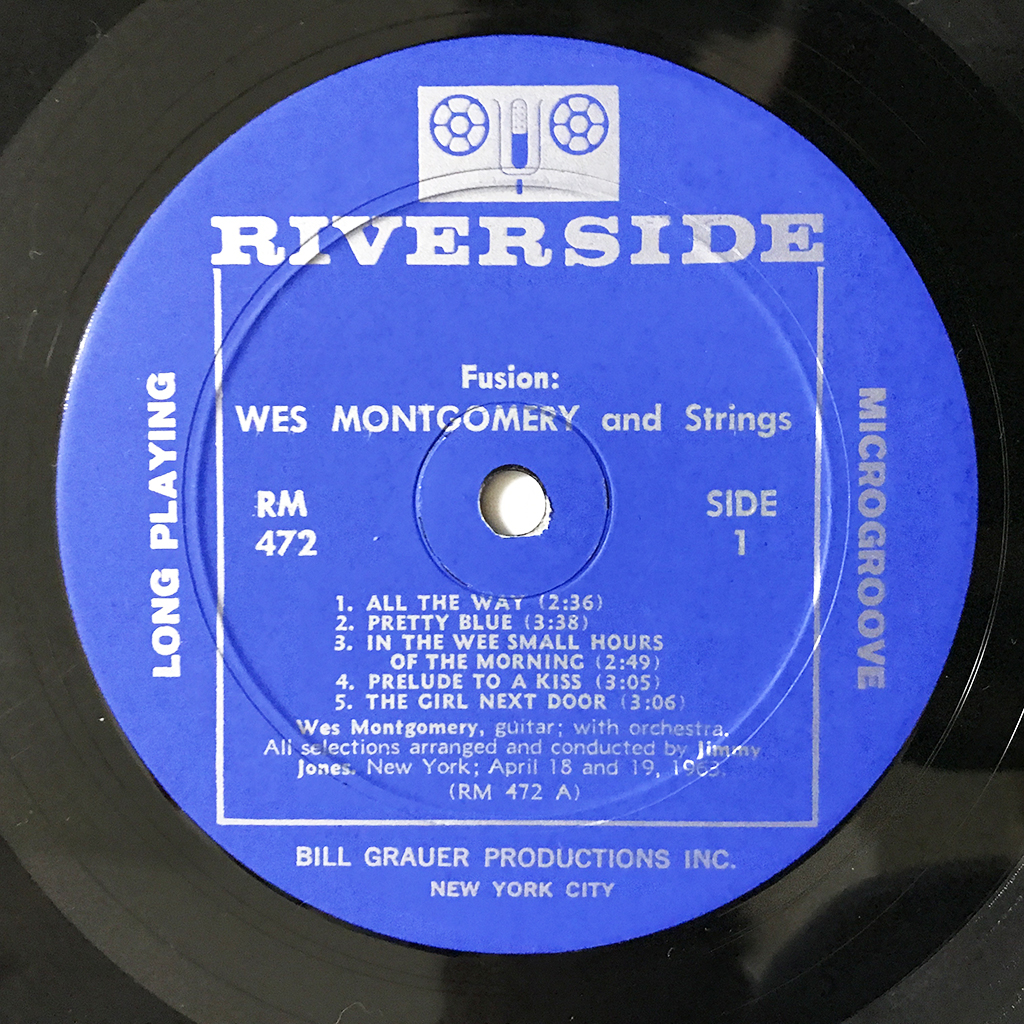 RIVERSIDE
Fusion:
WES MONTGOMERY and Strings
RM
472
SIDE
1
LONG PLAYING
MICROGROOVE
1. ALL THE WAY (2:36)
2. PRETTY BLUE (3:38)
3. IN THE WEE SMALL HOURS
OF THE MORNING (2:49)
4. PRELUDE TO A KISS (3:05)
5. THE GIRL NEXT DOOR (3:06)
Wes Montgomery, guitar; with orchestra.
All selections arranged and conducted by Jimmy
Jones. New York; April 18 and 19, 1963.
(RM 472 A)
BILL GRAUER PRODUCTIONS INC.
NEW YORK CITY